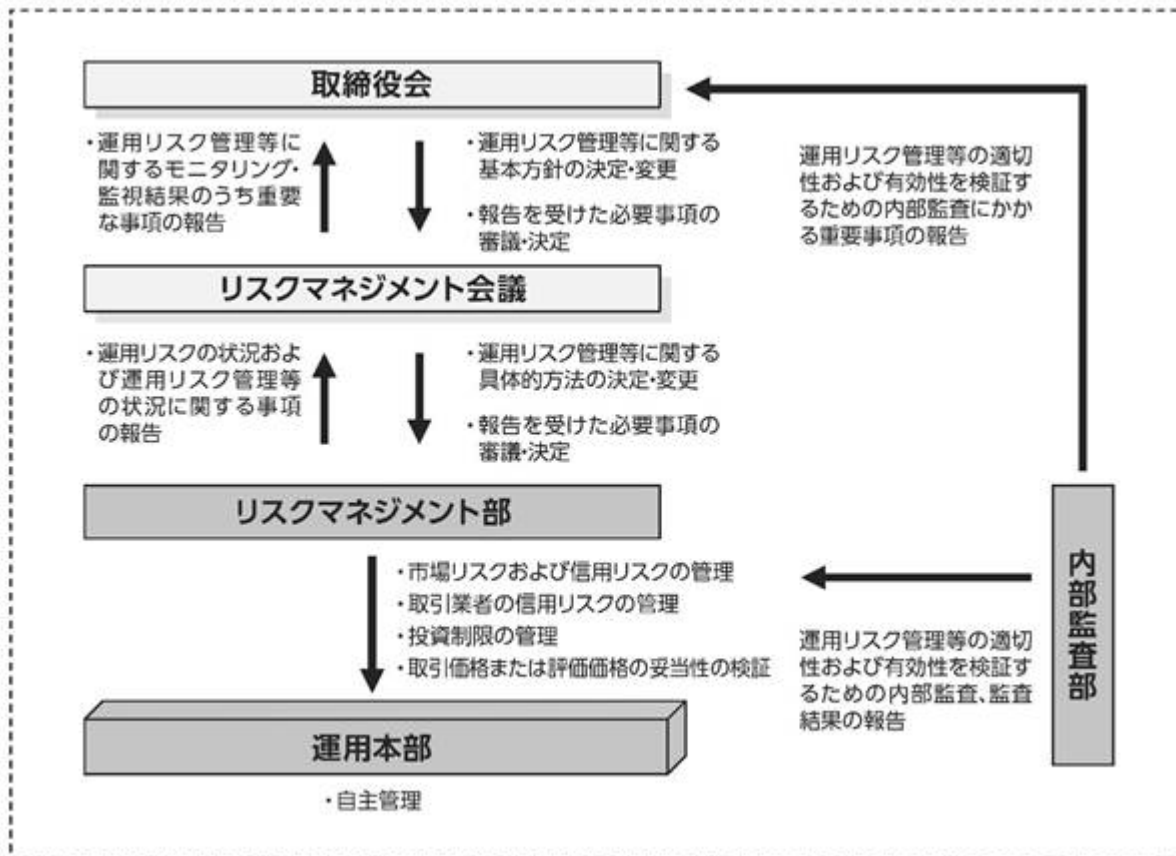 取締役会
・運用リスク管理等に
関するモニタリング・
監視結果のうち重要
な事項の報告
・運用リスク管理等に関する
基本方針の決定・変更
・報告を受けた必要事項の
審議・決定
運用リスク管理等の適切
性および有効性を検証す
るための内部監査にかか
る重要事項の報告
リスクマネジメント会議
・運用リスクの状況およ
び運用リスク管理等
の状況に関する事項
の報告
・運用リスク管理等に関する
具体的方法の決定・変更
・報告を受けた必要事項の
審議・決定
リスクマネジメント部
・市場リスクおよび信用リスクの管理
・取引業者の信用リスクの管理
・投資制限の管理
・取引価格または評価価格の妥当性の検証
内部監査部
運用リスク管理等の適切
性および有効性を検証す
るための内部監査、監査
結果の報告
運用本部
・自主管理